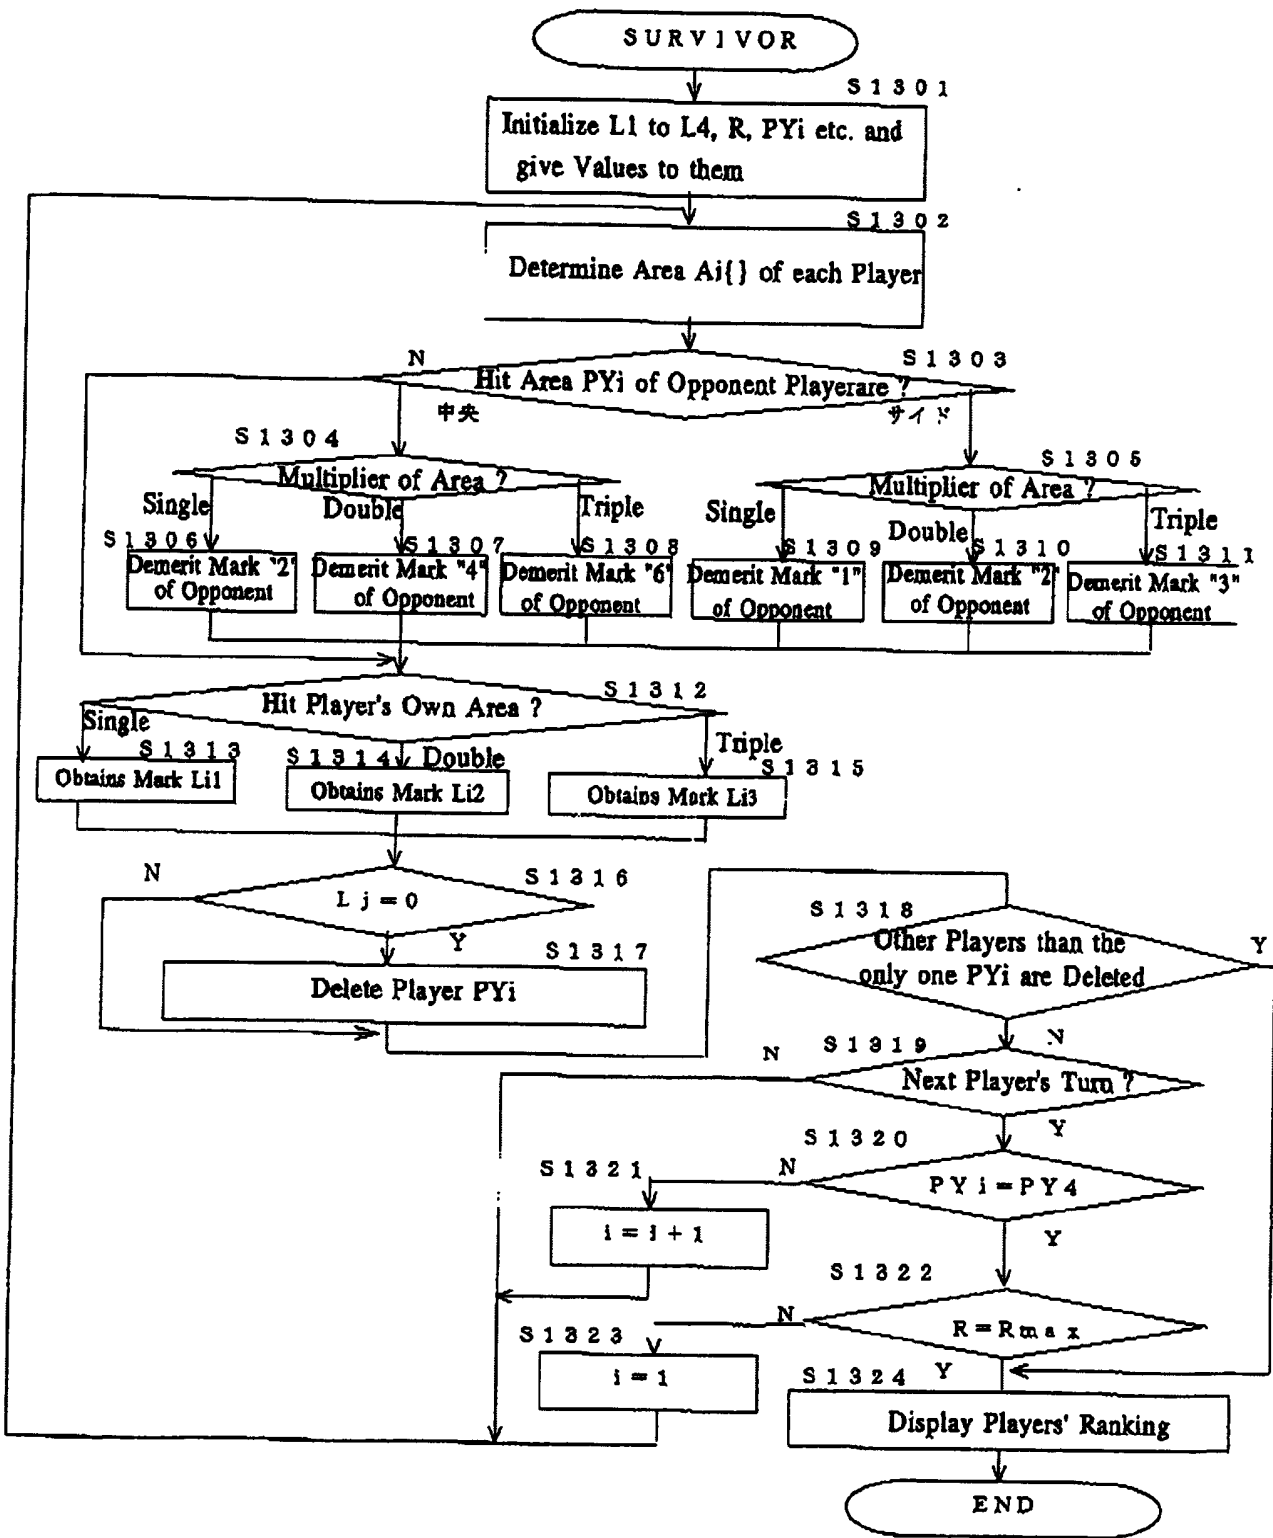 SURV1VOR
S1301
Initialize L1 to L4, R, PYi etc. and
give Values to them
S1302
Determine Area Aj{} of each Player
N
S1303
Hit Area PYi of Opponent Playerare ?
中央
サイド
S1304
Multiplier of Area ?
S1305
Multiplier of Area ?
Single
Double
Triple
Single
Double
Triple
S1306
Demerit Mark "2"
of Opponent
S1307
Demerit Mark "4"
of Opponent
S1308
Demerit Mark "6"
of Opponent
S1309
Demerit Mark "1"
of Opponent
S1310
Demerit Mark "2"
of Opponent
S1311
Demerit Mark "3"
of Opponent
S1312
Hit Player's Own Area ?
Single
Double
Triple
S1313
Obtains Mark Li1
S1314
Obtains Mark Li2
S1315
Obtains Mark Li3
N
S1316
Lj=0
Y
S1317
Delete Player PYi
S1318
Other Players than the
only one PYi are Deleted
Y
N
S1319
N
Next Player's Turn ?
Y
S1320
N
PYi=PY4
Y
S1321
i=i+1
S1322
N
R=Rmax
Y
S1323
i=1
S1324
Display Players' Ranking
END